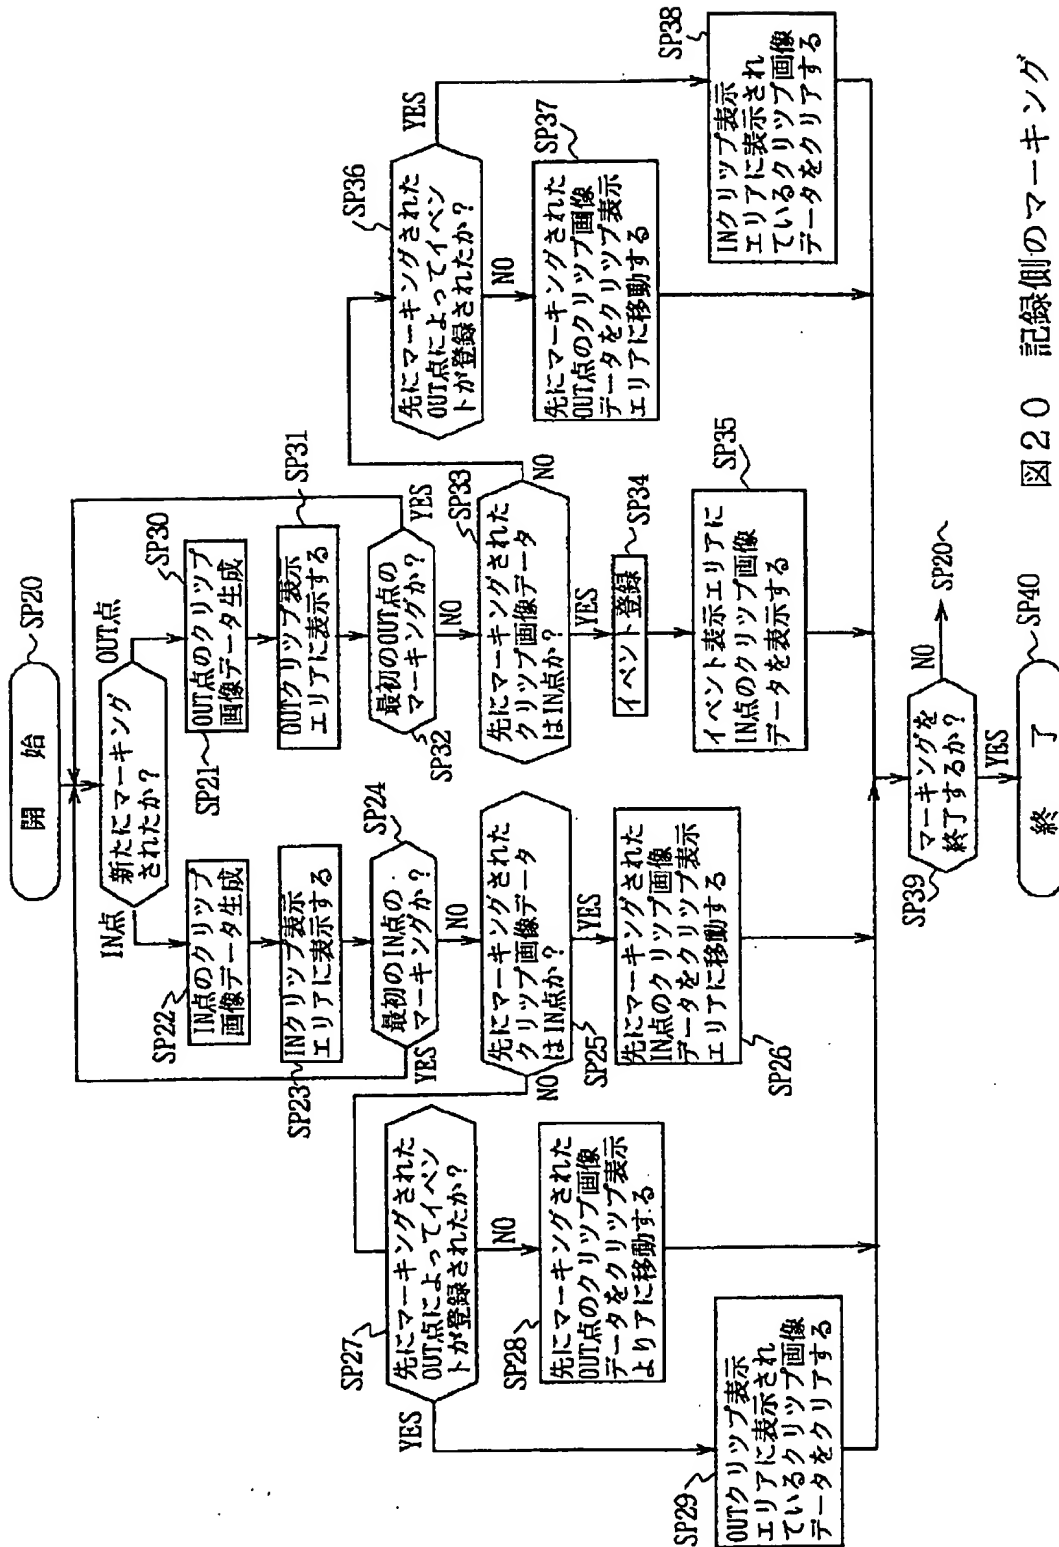 開 始
SP20
新たにマーキング
されたか?
SP21
IN点
OUT点
SP22
IN点のクリップ
画像データ生成
SP23
INクリップ表示
エリアに表示する
SP24
最初のIN点の
マーキングか?
YES
NO
先にマーキングされた
クリップ画像データ
はIN点か?
SP25
NO
YES
先にマーキングされた
IN点のクリップ画像
データをクリップ表示
エリアに移動する
SP26
SP27
先にマーキングされた
OUT点によってイベン
トが登録されたか?
YES
NO
SP28
先にマーキングされた
OUT点のクリップ画像
データをクリップ表示
よリアに移動する
SP29
OUTクリップ表示
エリアに表示され
ているクリップ画像
データをクリアする
SP30
OUT点のクリップ
画像データ生成
SP31
OUTクリップ表示
エリアに表示する
最初のOUT点の
マーキングか?
SP32
YES
NO
SP33
先にマーキングされた
クリップ画像データ
はIN点か?
NO
YES
イベント登録
SP34
SP35
イベント表示エリアに
IN点のクリップ画像
データを表示する
SP36
先にマーキングされた
OUT点によってイベン
トが登録されたか?
YES
NO
SP37
先にマーキングされた
OUT点のクリップ画像
データをクリップ表示
エリアに移動する
SP38
INクリップ表示
エリアに表示され
ているクリップ画像
データをクリアする
マーキングを
終了するか?
SP39
NO
SP20
YES
終 了
SP40
図20 記録側のマーキング